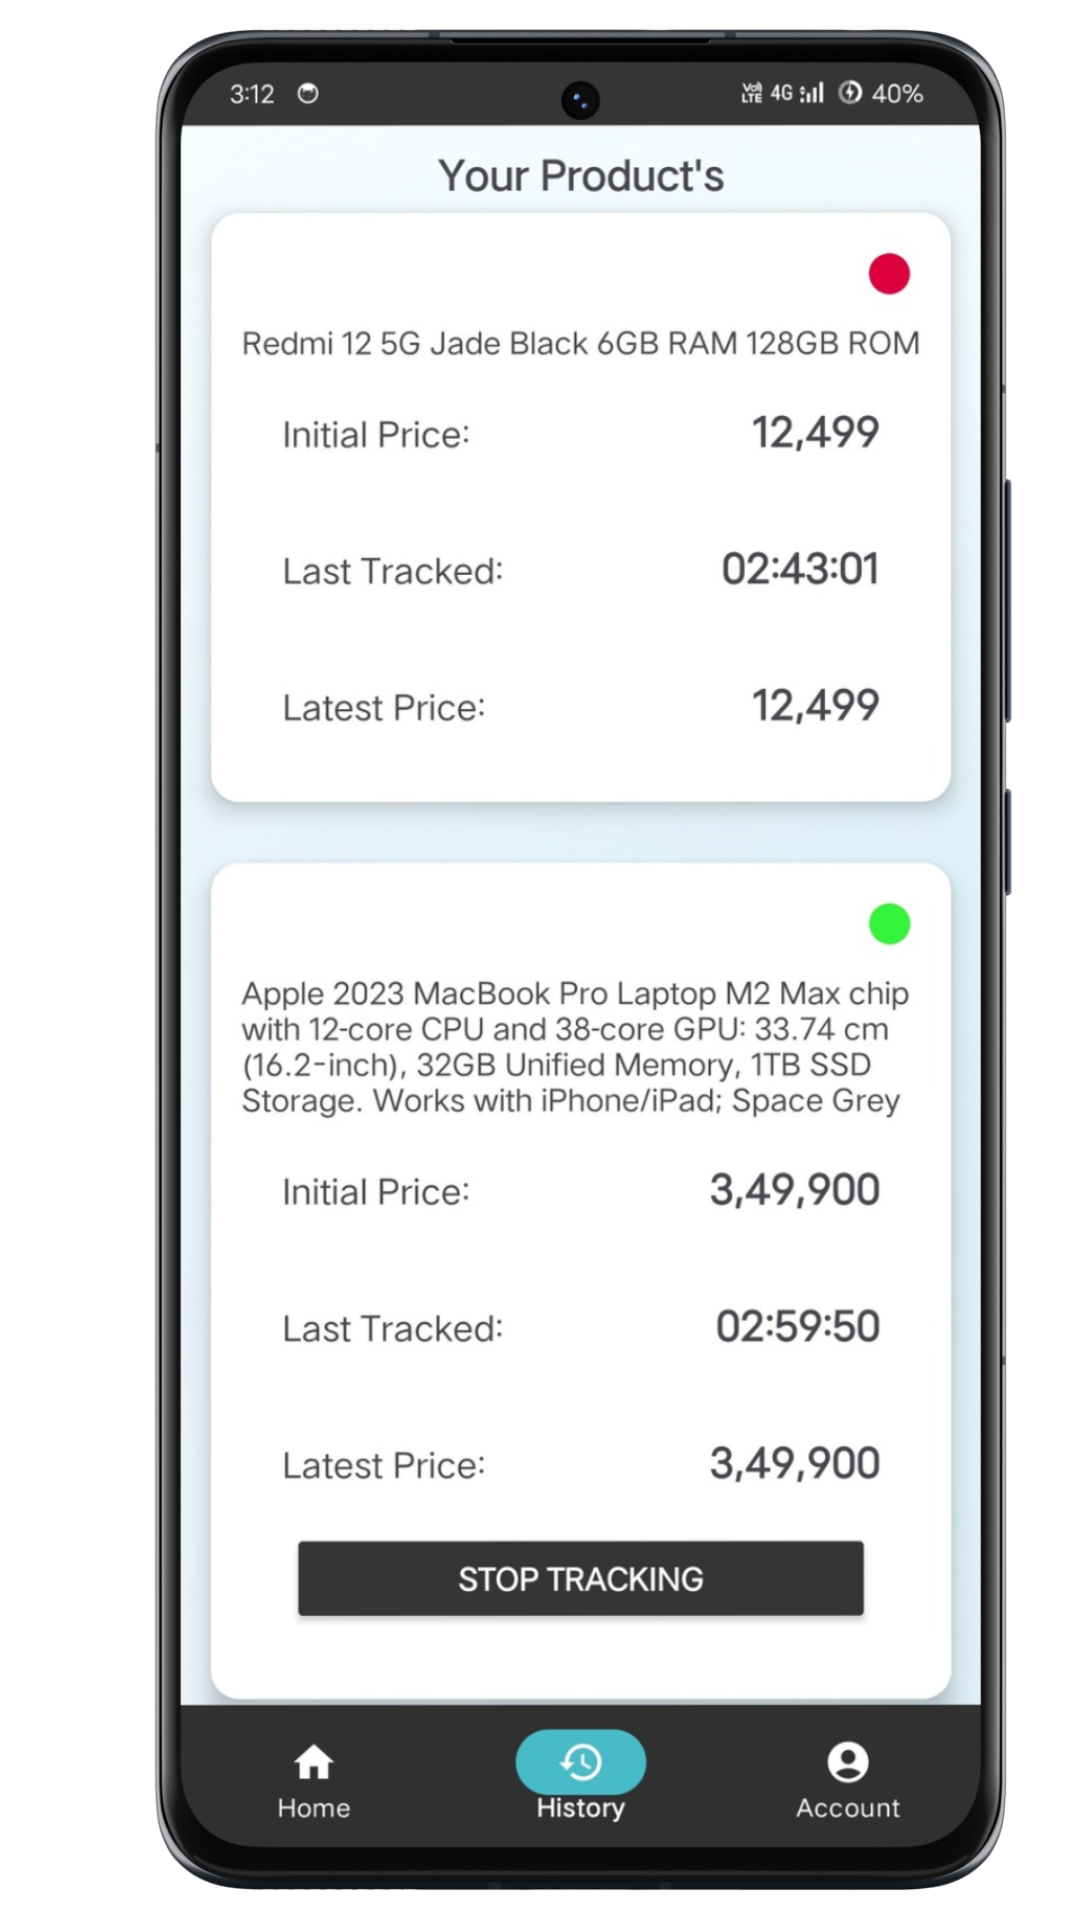 3:12 VoD LTE 4G 40%
Your Product's
Redmi 12 5G Jade Black 6GB RAM 128GB ROM
Initial Price: 12,499
Last Tracked: 02:43:01
Latest Price: 12,499
Apple 2023 MacBook Pro Laptop M2 Max chip
with 12-core CPU and 38-core GPU: 33.74 cm
(16.2-inch), 32GB Unified Memory, 1TB SSD
Storage. Works with iPhone/iPad; Space Grey
Initial Price: 3,49,900
Last Tracked: 02:59:50
Latest Price: 3,49,900
STOP TRACKING
Home History Account